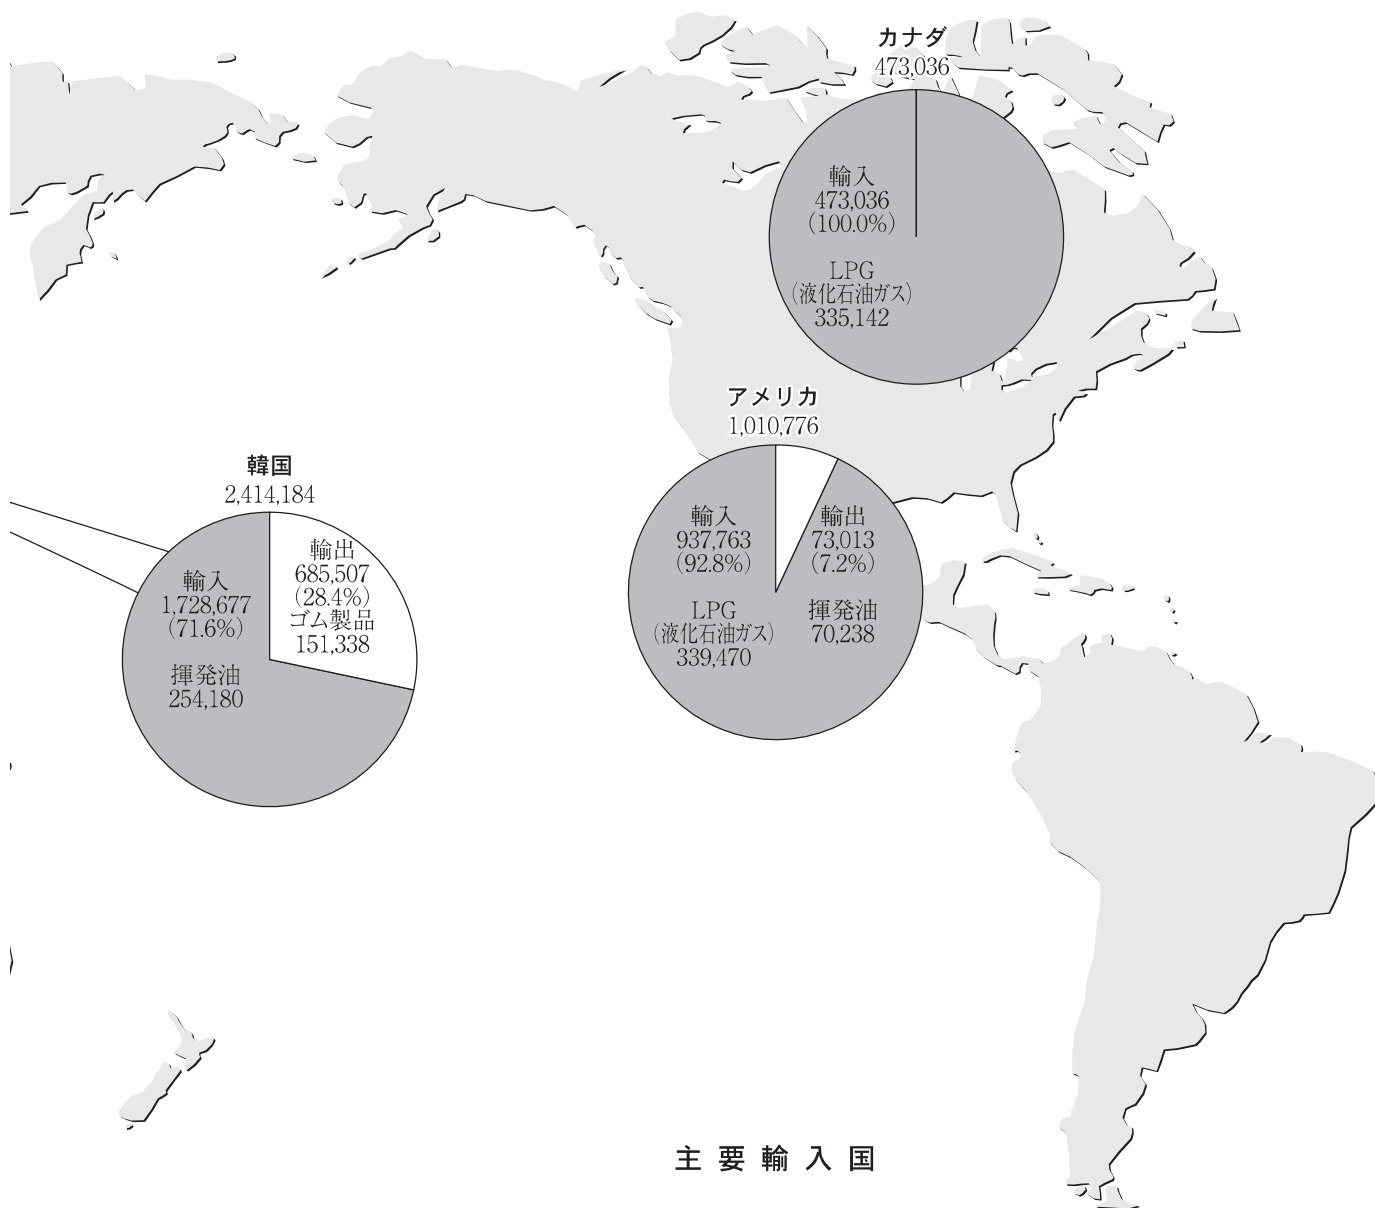 カナダ
473,036
輸入
473,036
(100.0%)
LPG
(液化石油ガス)
335,142
アメリカ
1,010,776
輸入
937,763
(92.8%)
LPG
(液化石油ガス)
339,470
輸出
73,013
(7.2%)
揮発油
70,238
韓国
2,414,184
輸入
1,728,677
(71.6%)
揮発油
254,180
輸出
685,507
(28.4%)
ゴム製品
151,338
主要輸入国